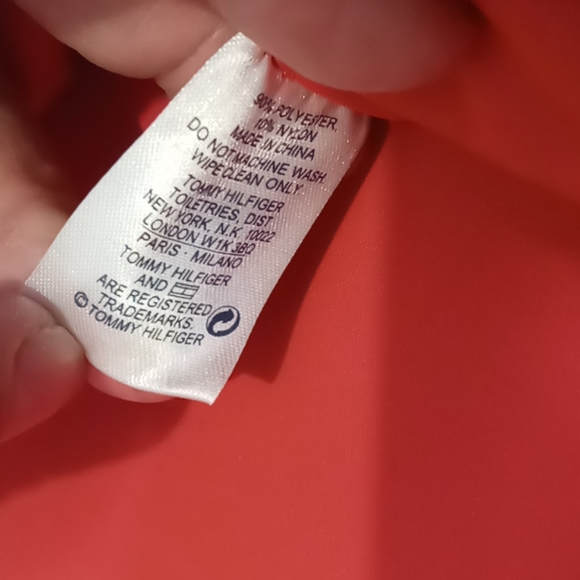 90% POLYESTER,
10% NYLON
MADE IN CHINA
DO NOT MACHINE WASH.
WIPE CLEAN ONLY.
TOMMY HILFIGER
TOILETRIES, DIST.
NEW YORK, N.K. 10022
LONDON W1K 3BQ
PARIS - MILANO
TOMMY HILFIGER
AND
ARE REGISTERED
TRADEMARKS.
© TOMMY HILFIGER